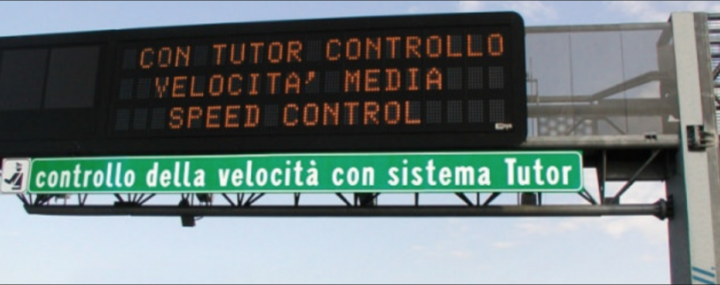 CON TUTOR CONTROLLO
VELOCITA' MEDIA
SPEED CONTROL
controllo della velocità con sistema Tutor